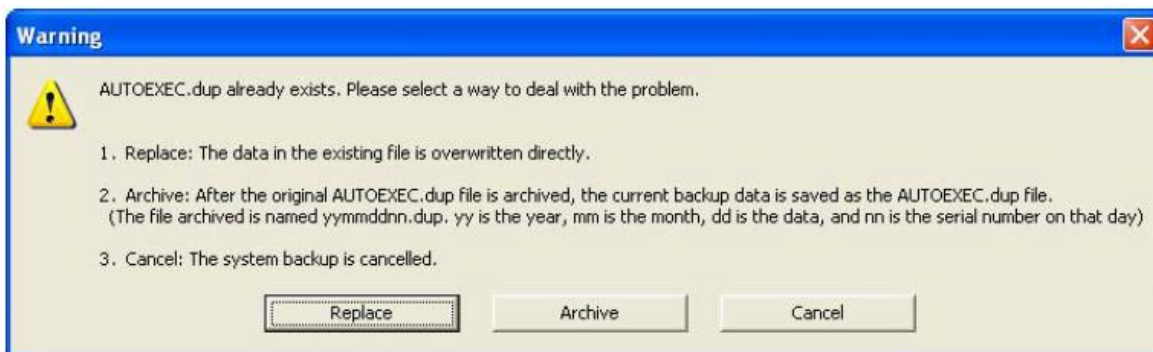 Warning
AUTOEXEC.dup already exists. Please select a way to deal with the problem.
1. Replace: The data in the existing file is overwritten directly.
2. Archive: After the original AUTOEXEC.dup file is archived, the current backup data is saved as the AUTOEXEC.dup file.
(The file archived is named yymmddnn.dup. yy is the year, mm is the month, dd is the data, and nn is the serial number on that day)
3. Cancel: The system backup is cancelled.
Replace Archive Cancel